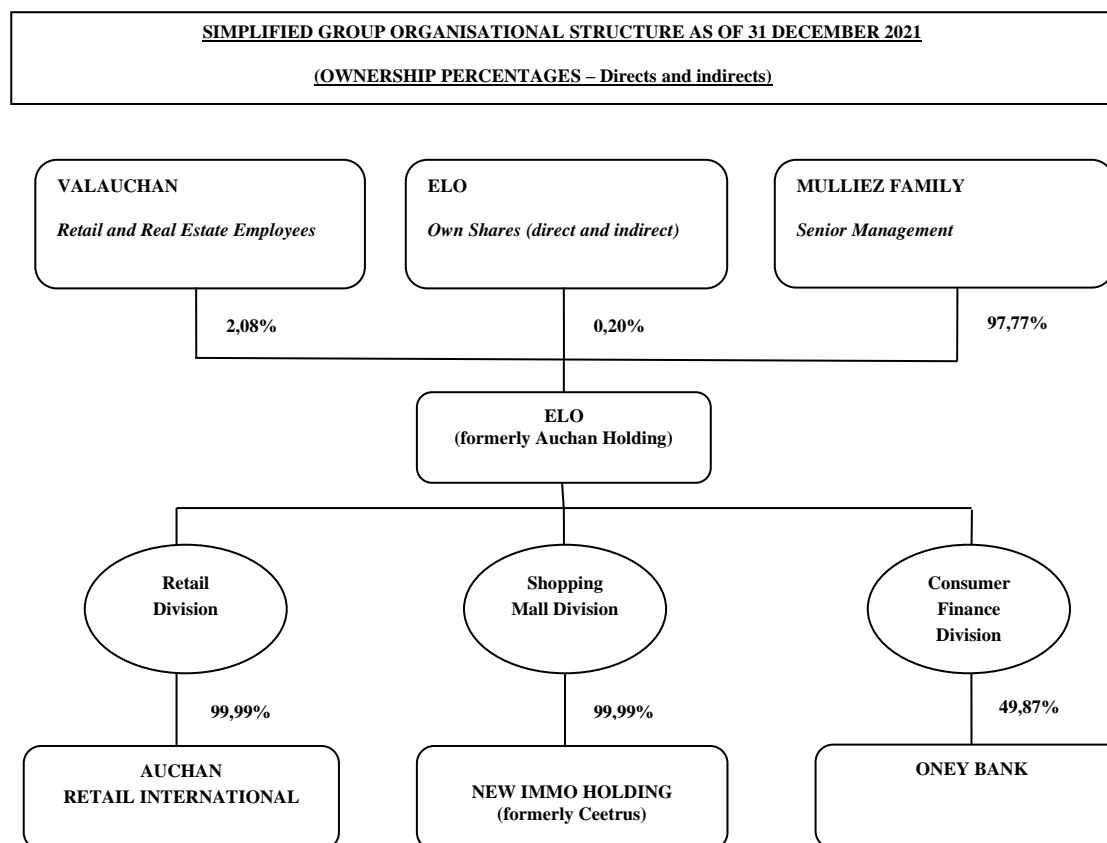 SIMPLIFIED GROUP ORGANISATIONAL STRUCTURE AS OF 31 DECEMBER 2021
(OWNERSHIP PERCENTAGES – Directs and indirects)
VALAUCHAN
Retail and Real Estate Employees
ELO
Own Shares (direct and indirect)
MULLIEZ FAMILY
Senior Management
2,08%
0,20%
97,77%
ELO
(formerly Auchan Holding)
Retail
Division
Shopping
Mall Division
Consumer
Finance
Division
99,99%
99,99%
49,87%
AUCHAN
RETAIL INTERNATIONAL
NEW IMMO HOLDING
(formerly Ceetrus)
ONEY BANK